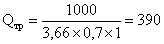 Qтр = 1000 / 3,66×0,7×1 = 390